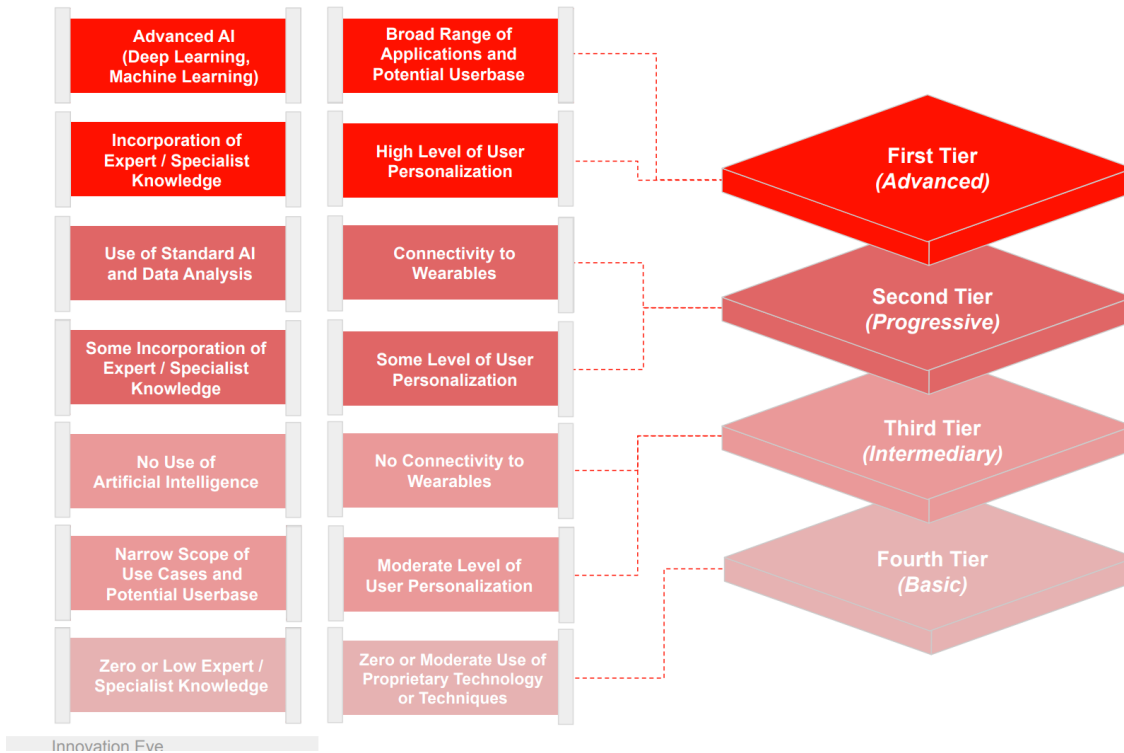 Advanced AI
(Deep Learning,
Machine Learning)
Broad Range of
Applications and
Potential Userbase
Incorporation of
Expert / Specialist
Knowledge
High Level of User
Personalization
Use of Standard AI
and Data Analysis
Connectivity to
Wearables
Some Incorporation of
Expert / Specialist
Knowledge
Some Level of User
Personalization
No Use of
Artificial Intelligence
No Connectivity to
Wearables
Narrow Scope of
Use Cases and
Potential Userbase
Moderate Level of
User Personalization
Zero or Low Expert /
Specialist Knowledge
Zero or Moderate Use of
Proprietary Technology
or Techniques
First Tier
(Advanced)
Second Tier
(Progressive)
Third Tier
(Intermediary)
Fourth Tier
(Basic)
Innovation Eye